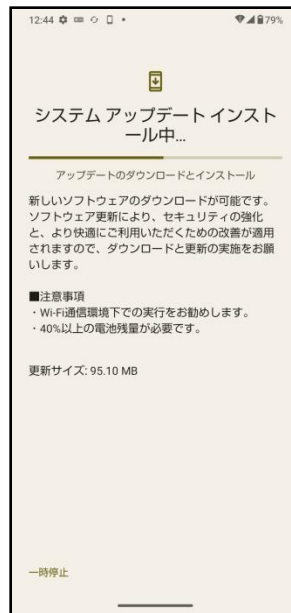 12:44 79%
システム アップデート インスト
ール中...
アップデートのダウンロードとインストール
新しいソフトウェアのダウンロードが可能です。
ソフトウェア更新により、セキュリティの強化
と、より快適にご利用いただくための改善が適用
されますので、ダウンロードと更新の実施をお願
いします。
■注意事項
・Wi-Fi通信環境下での実行をお勧めします。
・40%以上の電池残量が必要です。
更新サイズ: 95.10 MB
一時停止